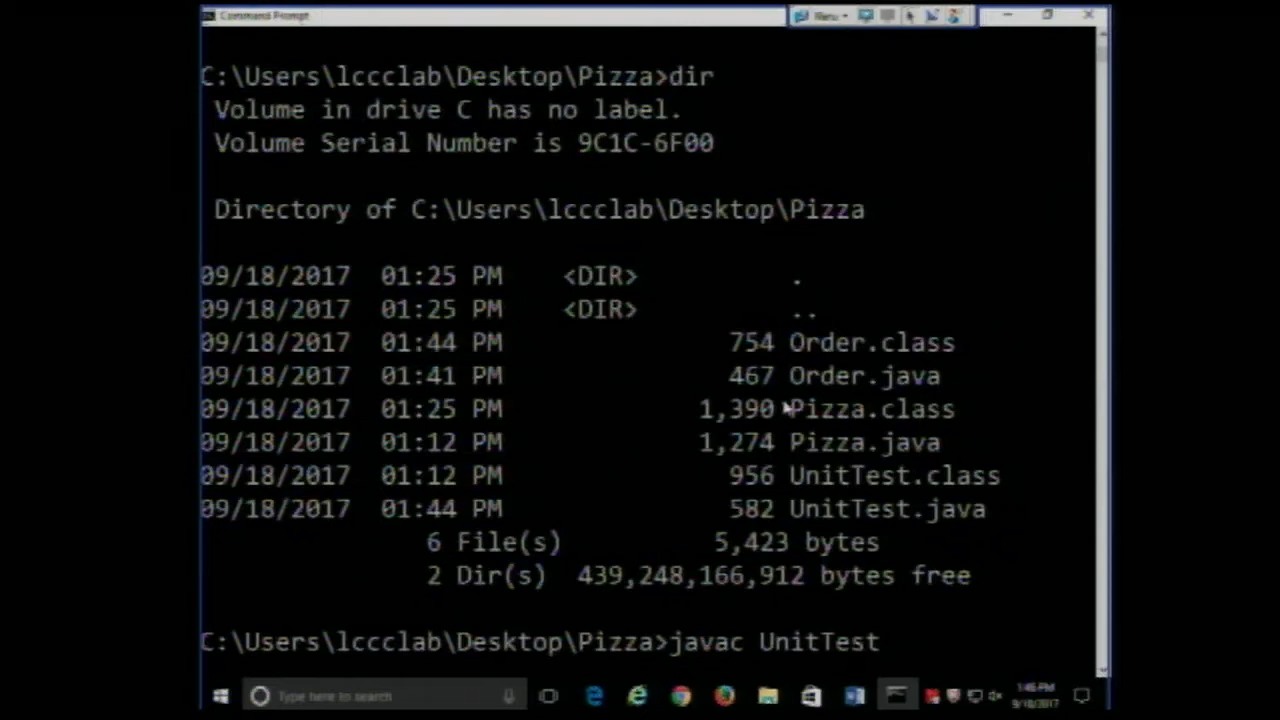 Command Prompt
Menu
C:\Users\lccclab\Desktop\Pizza>dir
Volume in drive C has no label.
Volume Serial Number is 9C1C-6F00
Directory of C:\Users\lccclab\Desktop\Pizza
09/18/2017 01:25 PM <DIR> .
09/18/2017 01:25 PM <DIR> ..
09/18/2017 01:44 PM 754 Order.class
09/18/2017 01:41 PM 467 Order.java
09/18/2017 01:25 PM 1,390 Pizza.class
09/18/2017 01:12 PM 1,274 Pizza.java
09/18/2017 01:12 PM 956 UnitTest.class
09/18/2017 01:44 PM 582 UnitTest.java
6 File(s) 5,423 bytes
2 Dir(s) 439,248,166,912 bytes free
C:\Users\lccclab\Desktop\Pizza>javac UnitTest
Type here to search
9/18/2017